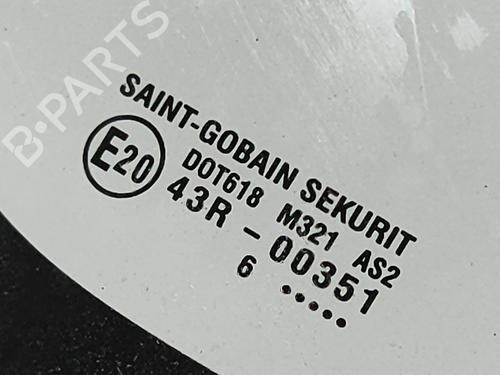 B·PARTS
SAINT-GOBAIN SEKURIT
E20
DOT618 M321 AS2
43R - 00351
6 .....